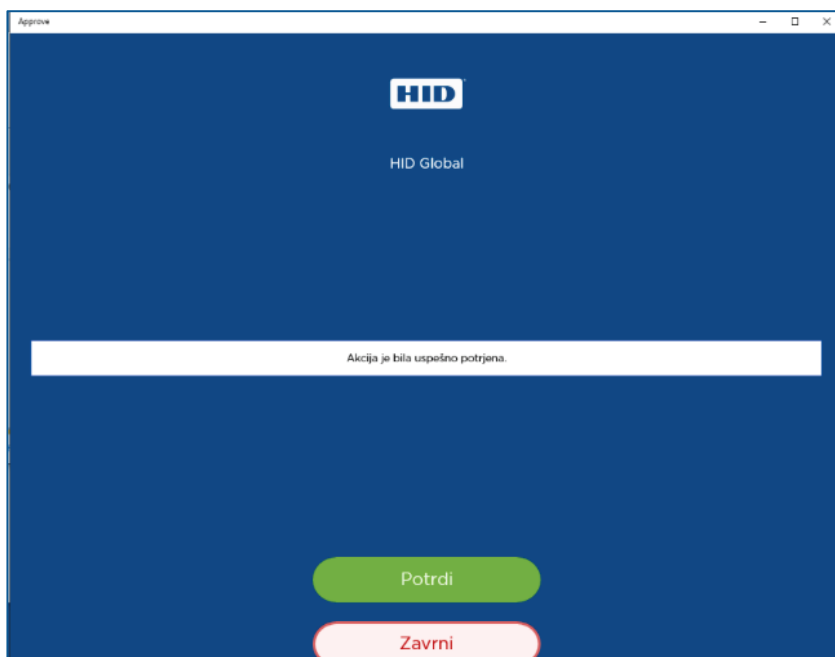 Approve
HID
HID Global
Akcija je bila uspešno potrjena.
Potrdi
Zavrni